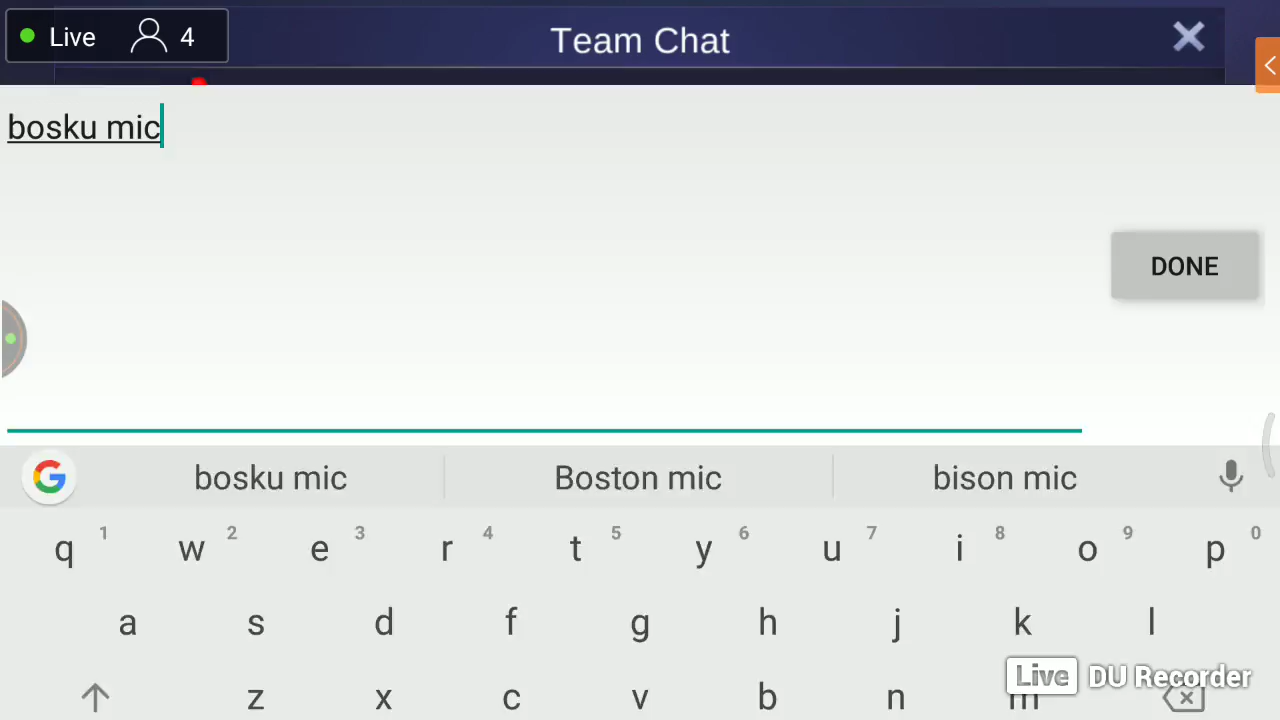 Live 4
Team Chat
bosku mic
DONE
bosku mic Boston mic bison mic
q 1 w 2 e 3 r 4 t 5 y 6 u 7 i 8 o 9 p 0
a s d f g h j k l
z x c v b n m
Live DU Recorder